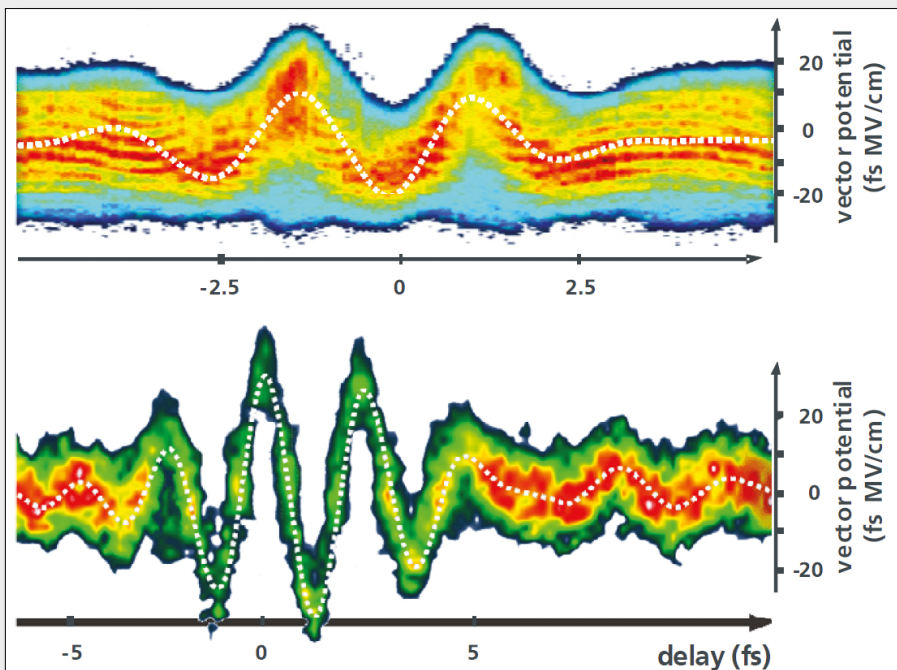 20
0
-20
vector potential
(fs MV/cm)
-2.5
0
2.5
20
0
-20
vector potential
(fs MV/cm)
-5
0
5
delay (fs)